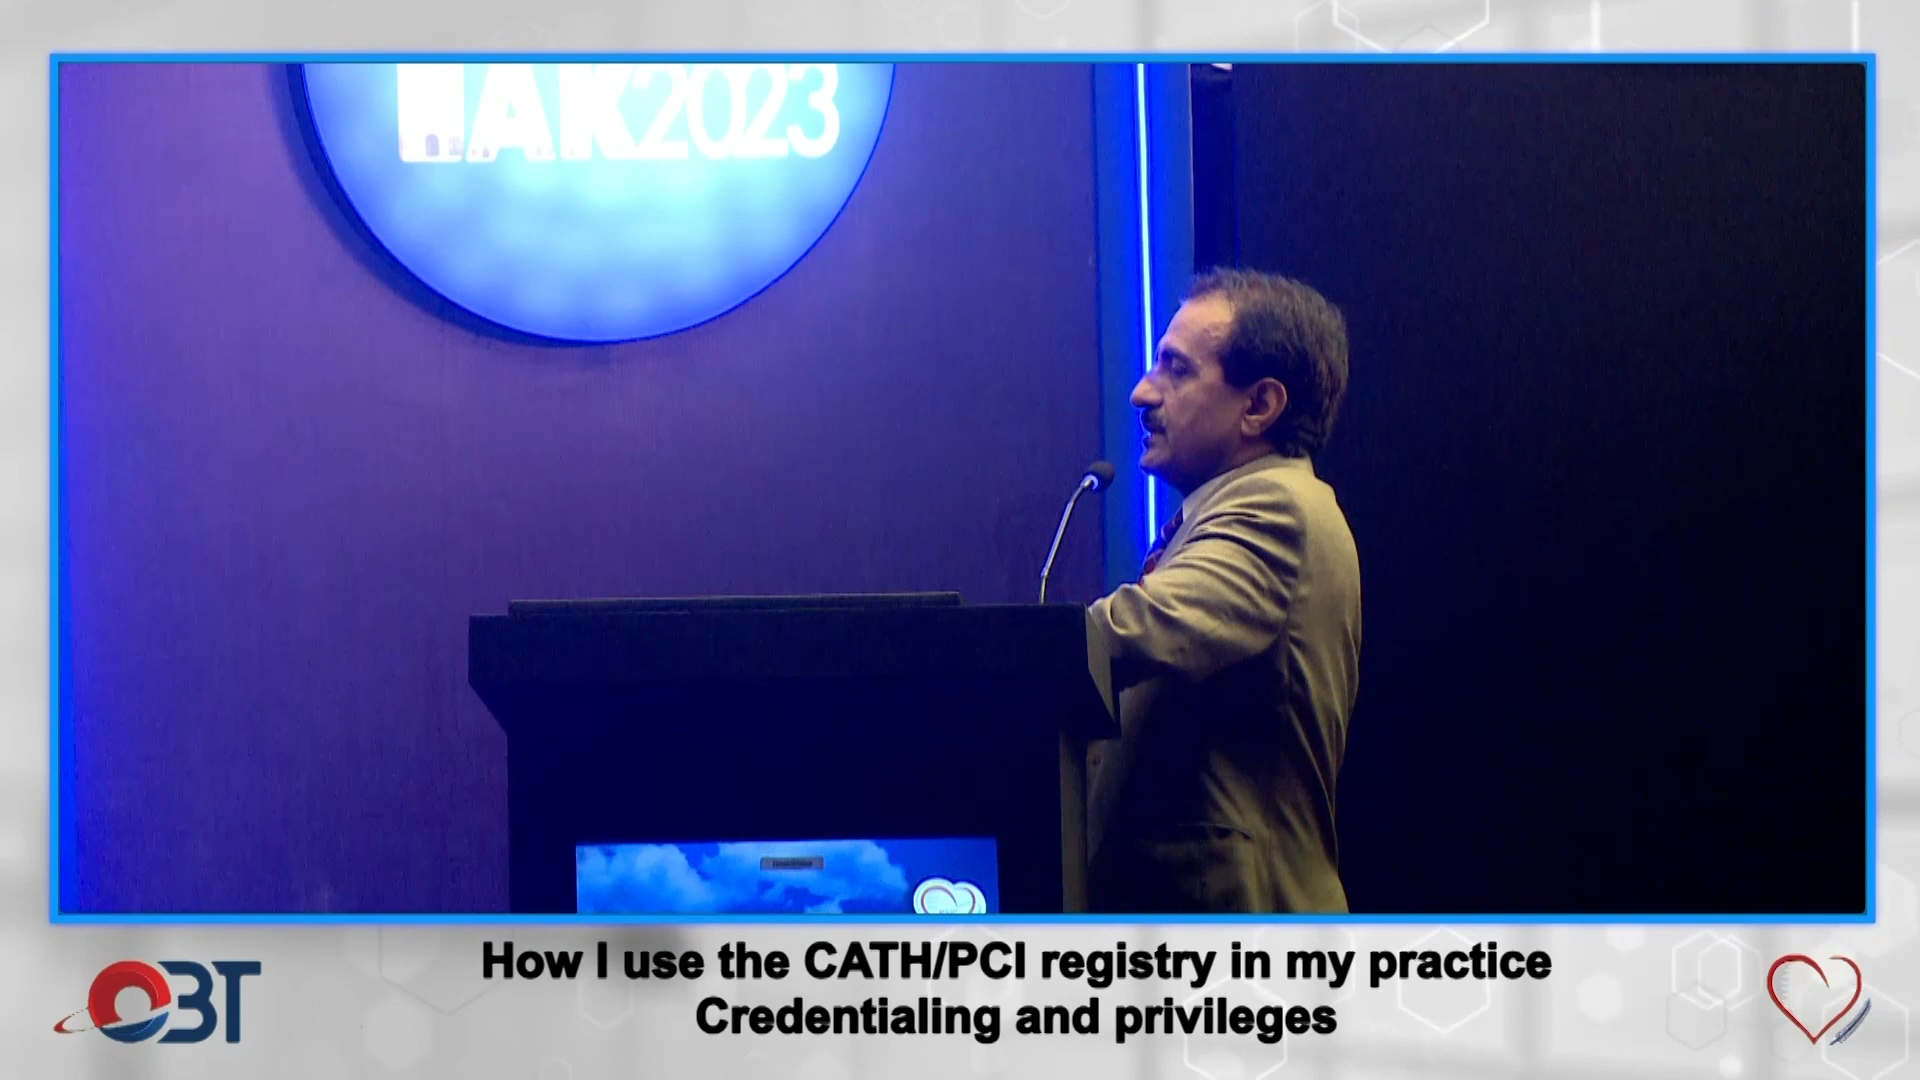 AK2023
How I use the CATH/PCI registry in my practice
Credentialing and privileges
OBT